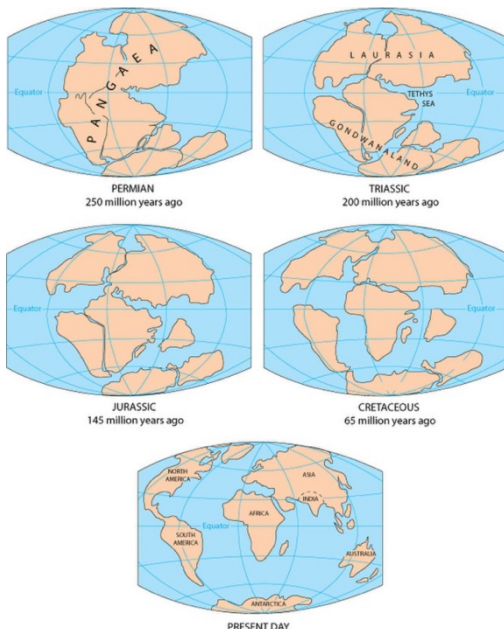 PANGAEA
Equator
PERMIAN
250 million years ago
LAURASIA
Equator
TETHYS
SEA
GONDWANALAND
TRIASSIC
200 million years ago
Equator
JURASSIC
145 million years ago
Equator
CRETACEOUS
65 million years ago
NORTH
AMERICA
ASIA
INDIA
AFRICA
Equator
SOUTH
AMERICA
AUSTRALIA
ANTARCTICA
PRESENT DAY